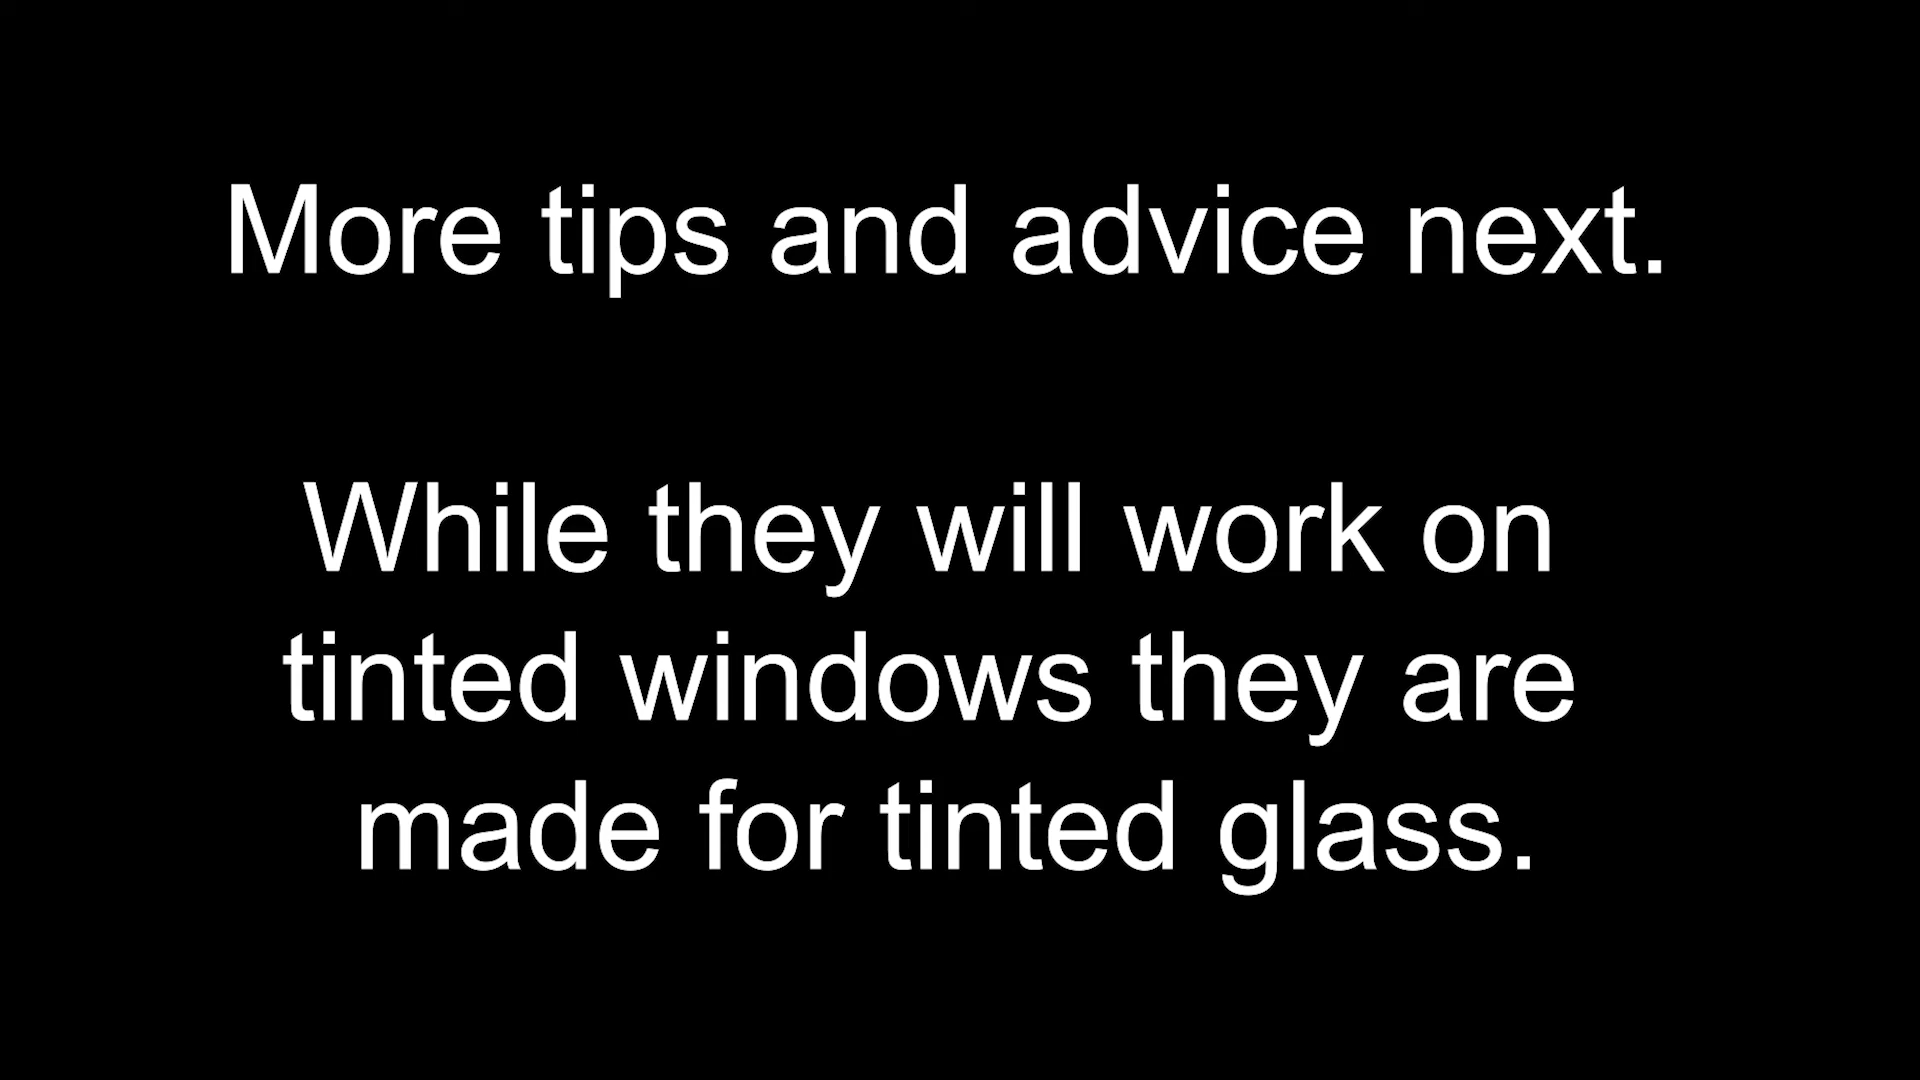 More tips and advice next.
While they will work on
tinted windows they are
made for tinted glass.